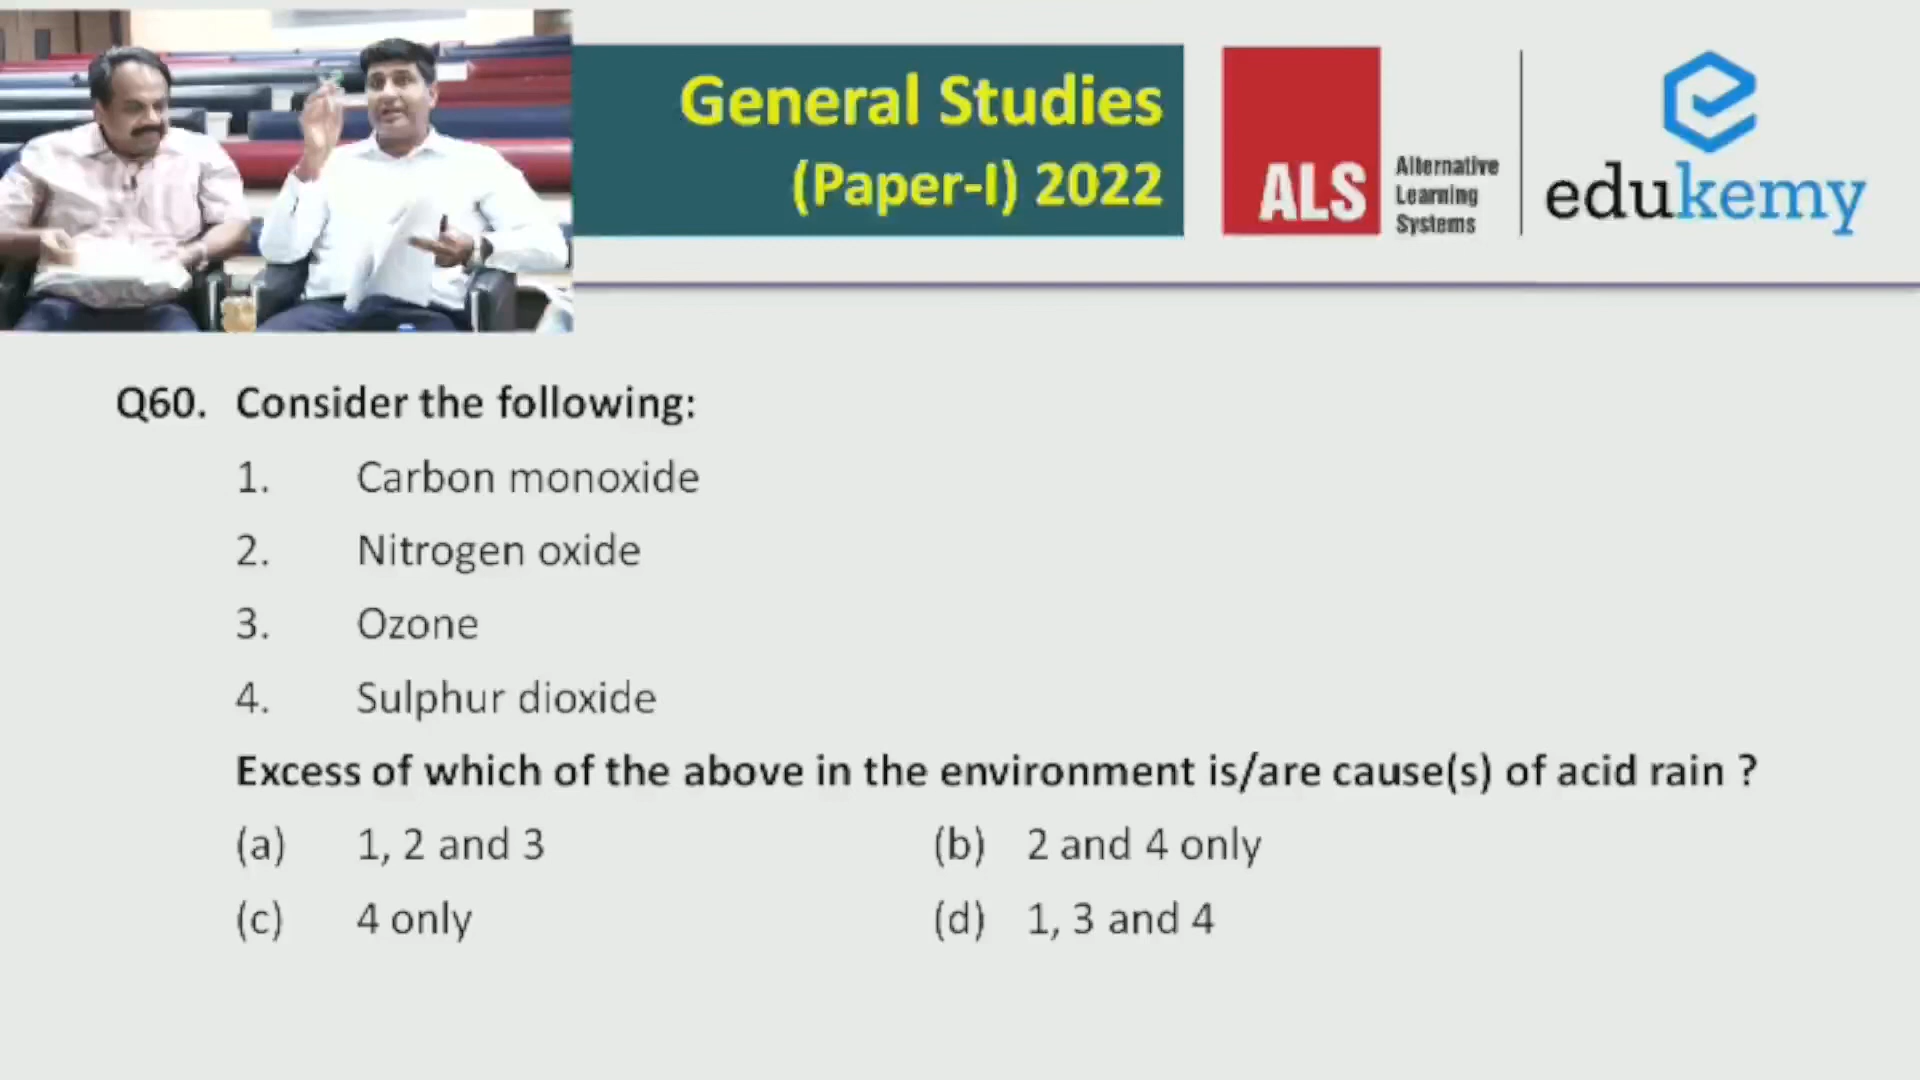 General Studies
(Paper-I) 2022
ALS
Alternative
Learning
Systems
edukemy
Q60. Consider the following:
1. Carbon monoxide
2. Nitrogen oxide
3. Ozone
4. Sulphur dioxide
Excess of which of the above in the environment is/are cause(s) of acid rain ?
(a) 1, 2 and 3 (b) 2 and 4 only
(c) 4 only (d) 1, 3 and 4